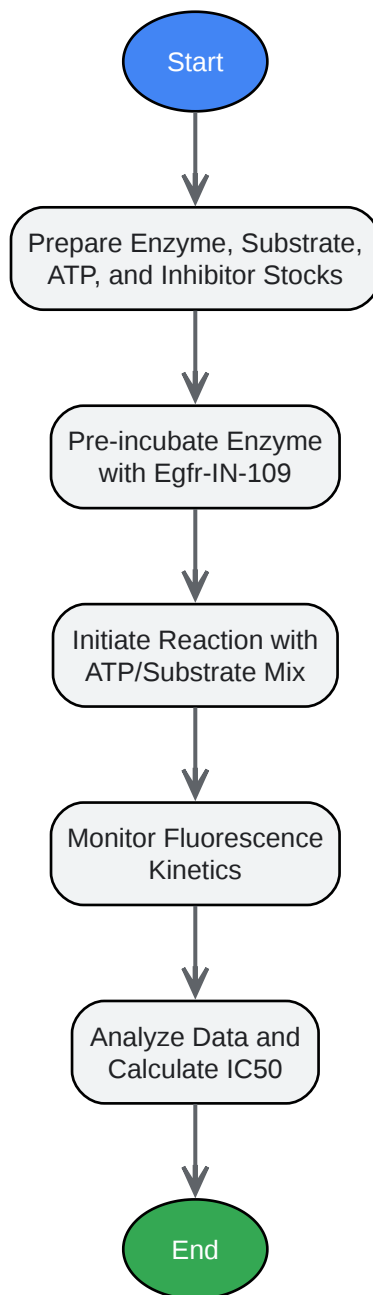 Start
Prepare Enzyme, Substrate,
ATP, and Inhibitor Stocks
Pre-incubate Enzyme
with Egfr-IN-109
Initiate Reaction with
ATP/Substrate Mix
Monitor Fluorescence
Kinetics
Analyze Data and
Calculate IC50
End